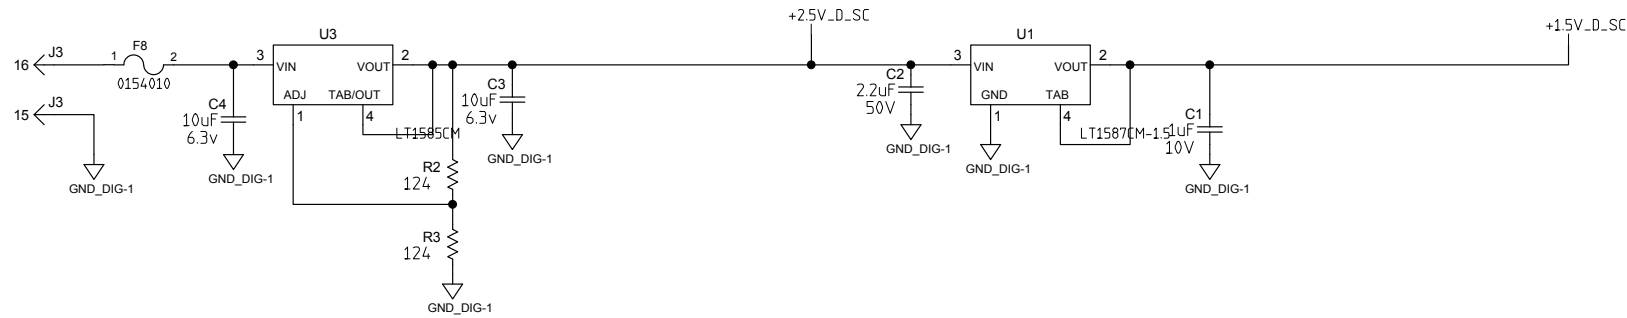 +2.5V_D_SC
+1.5V_D_SC
16
J3
1
F8
2
0154010
3
U3
2
VIN
VOUT
ADJ
TAB/OUT
1
4
LT1585CM
C4
10uF
6.3v
GND_DIG-1
15
J3
GND_DIG-1
C3
10uF
6.3v
GND_DIG-1
R2
124
R3
124
GND_DIG-1
C2
2.2uF
50V
GND_DIG-1
3
U1
2
VIN
VOUT
GND
TAB
1
4
LT1587CM-1.5
GND_DIG-1
C1
1uF
10V
GND_DIG-1